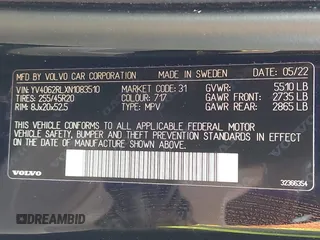 MFD. BY VOLVO CAR CORPORATION MADE IN SWEDEN DATE 05/22
VIN: YV4062RLXN1083510 MARKET CODE: 31 GVWR: 5510 LB
TIRES: 255/45R20 COLOUR: 717 GAWR FRONT: 2735 LB
RIM: 8Jx20x52.5 TYPE: MPV GAWR REAR: 2865 LB
THIS VEHICLE CONFORMS TO ALL APPLICABLE FEDERAL MOTOR VEHICLE
SAFETY, BUMPER AND THEFT PREVENTION STANDARDS IN EFFECT ON THE
DATE OF MANUFACTURE SHOWN ABOVE
VOLVO
32366354
DREAMBID